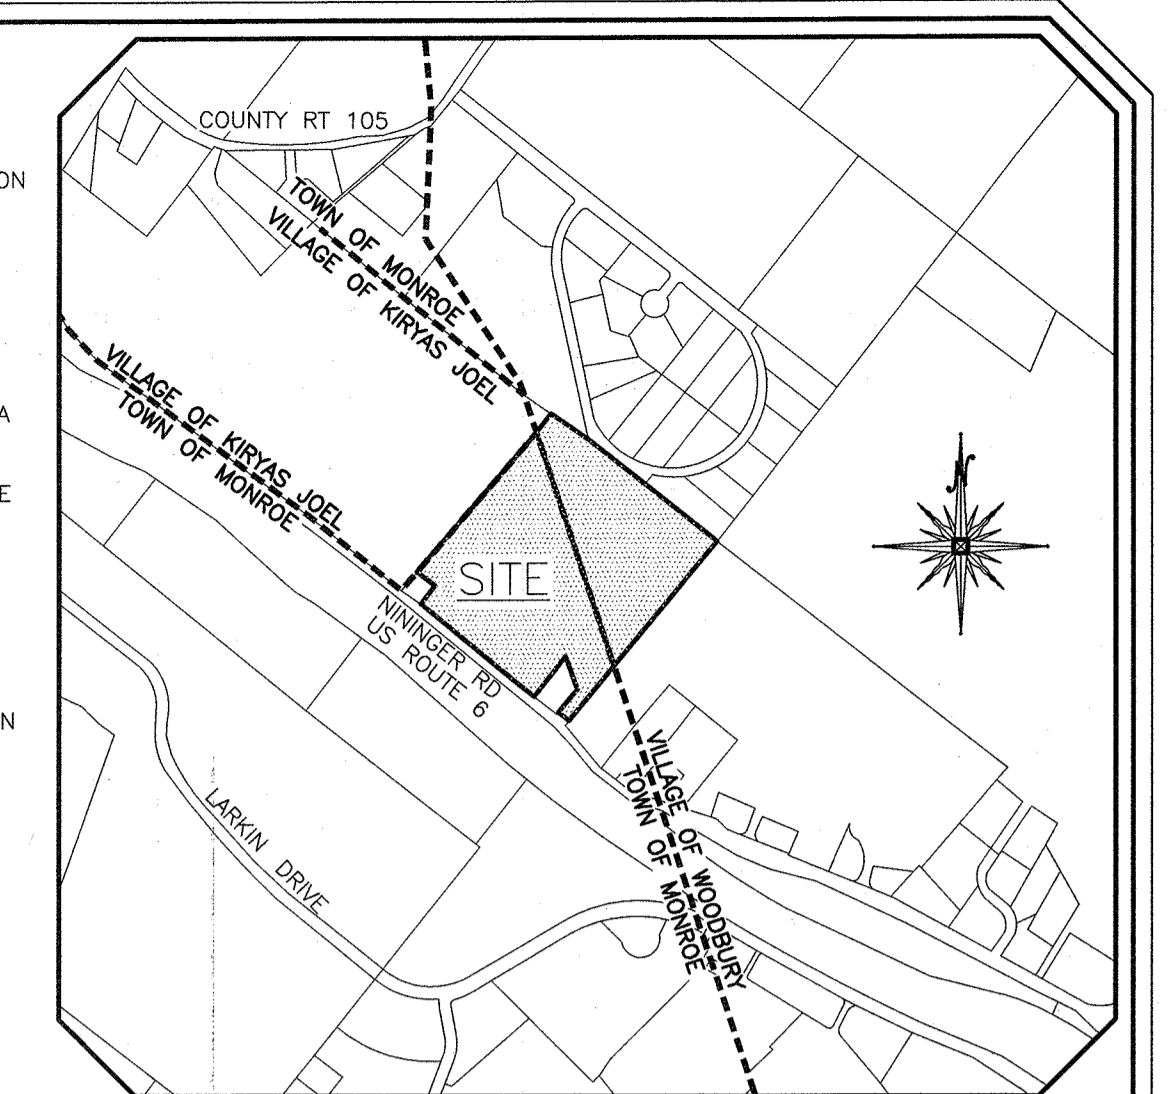 COUNTY RT 105
ON
TOWN OF MONROE
VILLAGE OF KIRYAS JOEL
VILLAGE OF KIRYAS JOEL
TOWN OF MONROE
A
N
E
SITE
NININGER RD
US ROUTE 6
N
VILLAGE OF WOODBURY
TOWN OF MONROE
LARKIN DRIVE